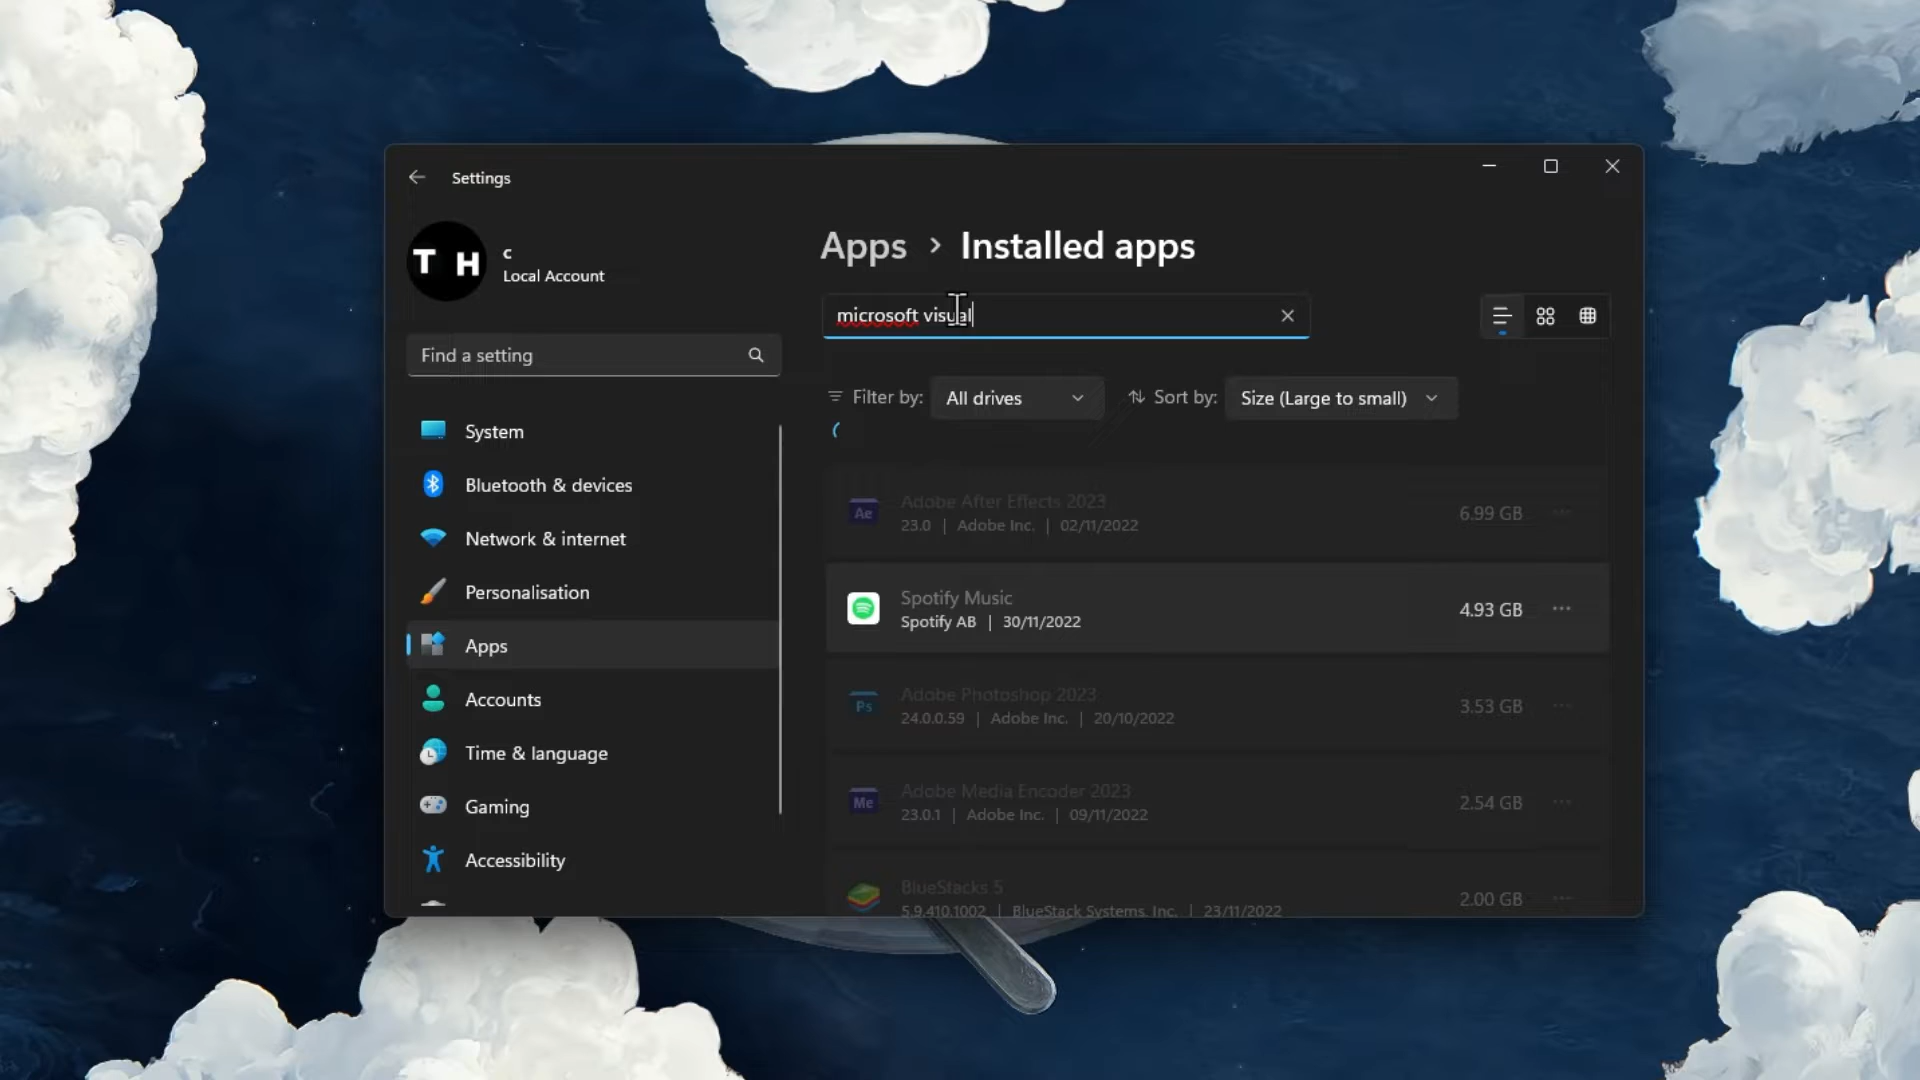 Settings
T H
c
Local Account
Find a setting
System
Bluetooth & devices
Network & internet
Personalisation
Apps
Accounts
Time & language
Gaming
Accessibility
Apps > Installed apps
microsoft visual
Filter by: All drives Sort by: Size (Large to small)
Ae
Adobe After Effects 2023
23.0 | Adobe Inc. | 02/11/2022
6.99 GB
Spotify Music
Spotify AB | 30/11/2022
4.93 GB
Ps
Adobe Photoshop 2023
24.0.0.59 | Adobe Inc. | 20/10/2022
3.53 GB
Me
Adobe Media Encoder 2023
23.0.1 | Adobe Inc. | 09/11/2022
2.54 GB
BlueStacks 5
5.9.410.1002 | BlueStack Systems, Inc. | 23/11/2022
2.00 GB